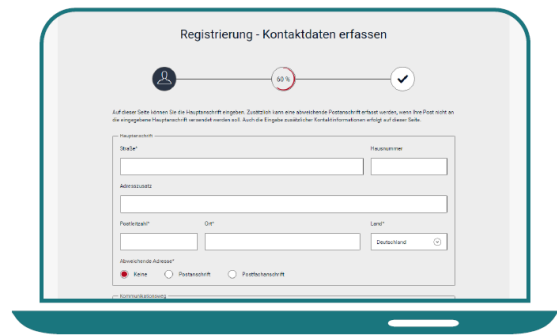 Registrierung - Kontaktdaten erfassen
60 %
Auf dieser Seite können Sie die Hauptanschrift eingeben. Zusätzlich kann eine abweichende Postanschrift erfasst werden, wenn Ihre Post nicht an
die eingegebene Hauptanschrift versendet werden soll. Auch die Eingabe zusätzlicher Kontaktinformationen erfolgt auf dieser Seite.
Hauptanschrift
Straße* Hausnummer
Adresszusatz
Postleitzahl* Ort* Land*
Deutschland
Abweichende Adresse*
Keine Postanschrift Postfachanschrift
Kommunikationsweg